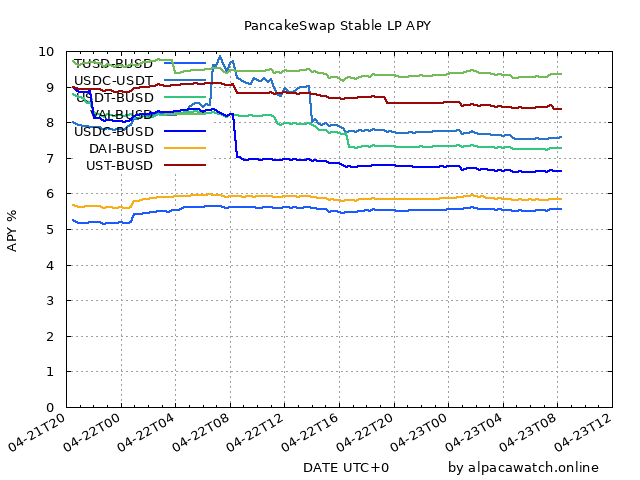 PancakeSwap Stable LP APY
10
9
8
7
6
5
4
3
2
1
0
APY %
TUSD-BUSD
USDC-USDT
USDT-BUSD
VAI-BUSD
USDC-BUSD
DAI-BUSD
UST-BUSD
04-21T20
04-22T00
04-22T04
04-22T08
04-22T12
04-22T16
04-22T20
04-23T00
04-23T04
04-23T08
04-23T12
DATE UTC+0
by alpacawatch.online